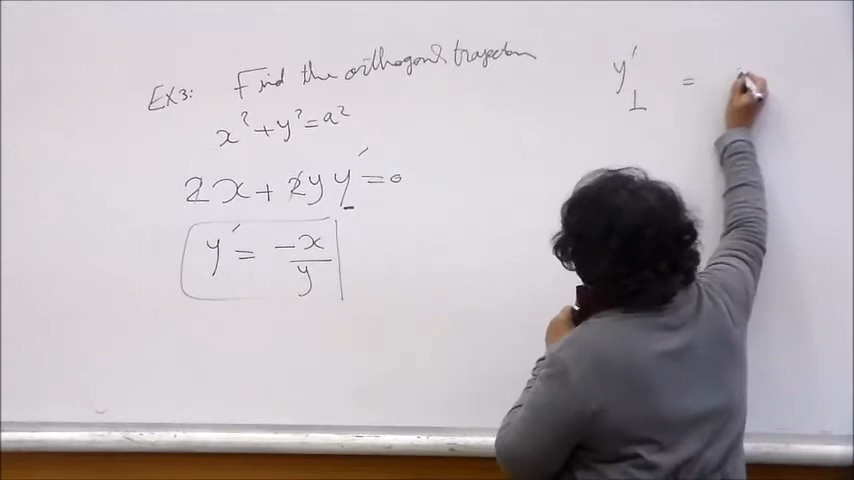 EX3: Find the orthogonal trajectory
x² + y² = a²
2x + 2y y' = 0
y' = -x/y
y'⊥ =